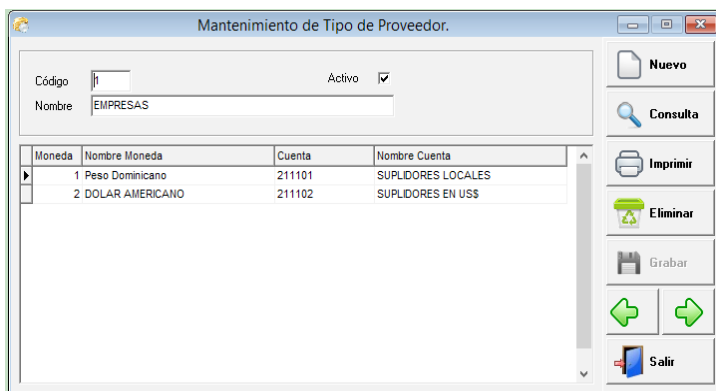 Mantenimiento de Tipo de Proveedor.
Código 1 Activo
Nombre EMPRESAS
Moneda Nombre Moneda Cuenta Nombre Cuenta
1 Peso Dominicano 211101 SUPLIDORES LOCALES
2 DOLAR AMERICANO 211102 SUPLIDORES EN US$
Nuevo
Consulta
Imprimir
Eliminar
Grabar
Salir